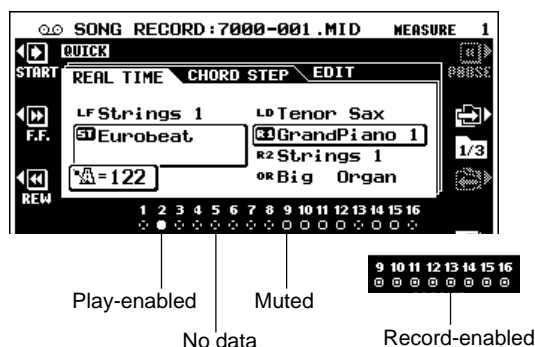 SONG RECORD:7000-001.MID MEASURE 1
QUICK
START PAUSE
REAL TIME CHORD STEP EDIT
LF Strings 1 LD Tenor Sax
ST Eurobeat R1 GrandPiano 1
F.F. R2 Strings 1 1/3
=122 OR Big Organ
REW
1 2 3 4 5 6 7 8 9 10 11 12 13 14 15 16
9 10 11 12 13 14 15 16
Play-enabled Muted
No data Record-enabled